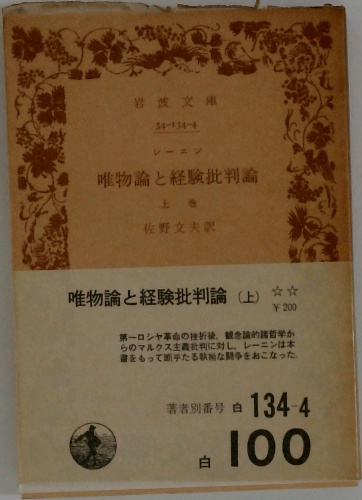 岩波文庫
34-134-4
レーニン
唯物論と経験批判論
上巻
佐野文夫訳
唯物論と経験批判論(上) ☆☆
¥200
第一ロシヤ革命の挫折後，観念論的諸哲学か
らのマルクス主義批判に対し，レーニンは本
書をもって断乎たる執拗な闘争をおこなった．
著者別番号 白 134-4
白 100